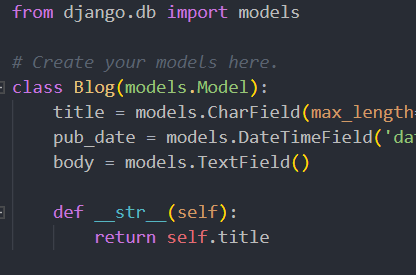 from django.db import models
# Create your models here.
class Blog(models.Model):
title = models.CharField(max_length=
pub_date = models.DateTimeField('dat
body = models.TextField()
def __str__(self):
return self.title